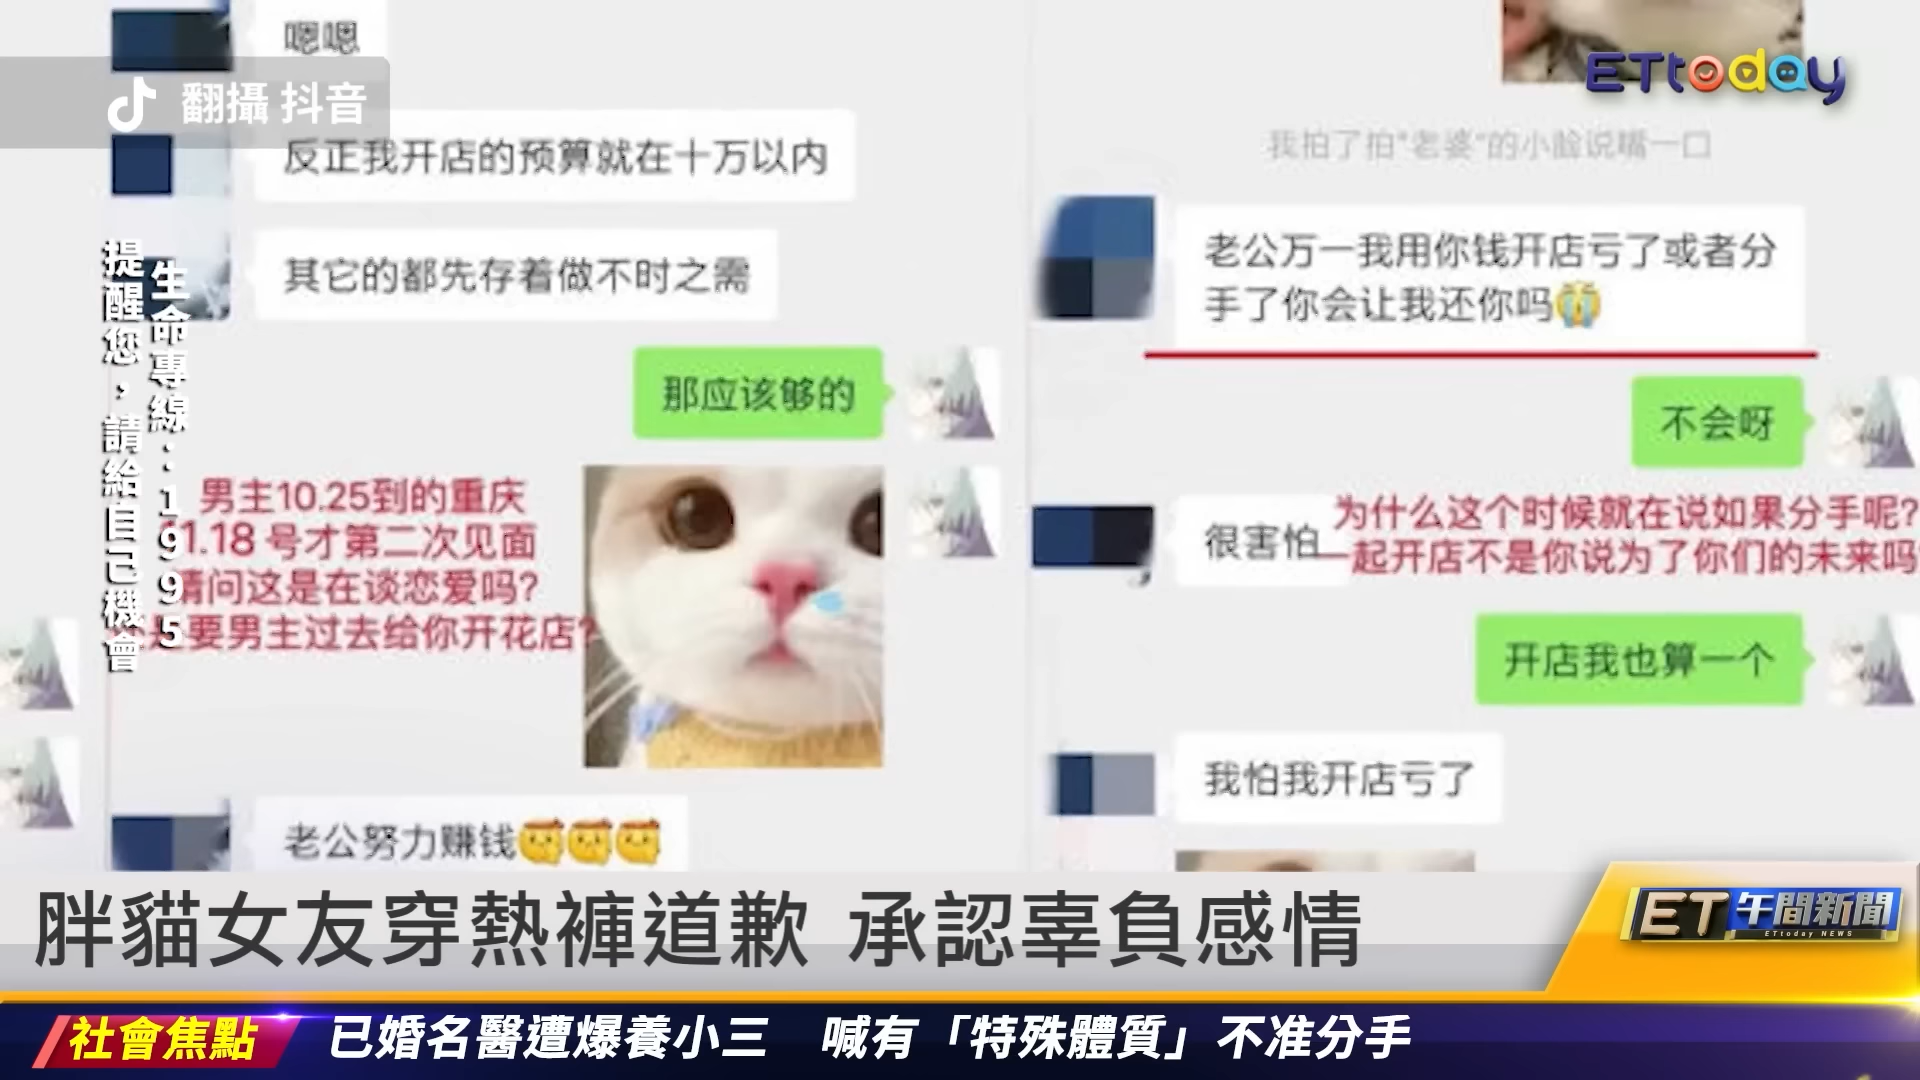 嗯嗯
翻攝 抖音
ETtoday
反正我开店的预算就在十万以内
其它的都先存着做不时之需
那应该够的
男主10.25到的重庆
11.18 号才第二次见面
请问这是在谈恋爱吗?
是要男主过去给你开花店?
老公努力赚钱
生命專線：1995
提醒您，請給自己機會
我拍了拍"老婆"的小脸说嘴一口
老公万一我用你钱开店亏了或者分
手了你会让我还你吗
不会呀
很害怕
为什么这个时候就在说如果分手呢?
一起开店不是你说为了你们的未来吗
开店我也算一个
我怕我开店亏了
胖貓女友穿熱褲道歉 承認辜負感情
ET午間新聞
ETtoday NEWS
社會焦點
已婚名醫遭爆養小三 喊有「特殊體質」不准分手